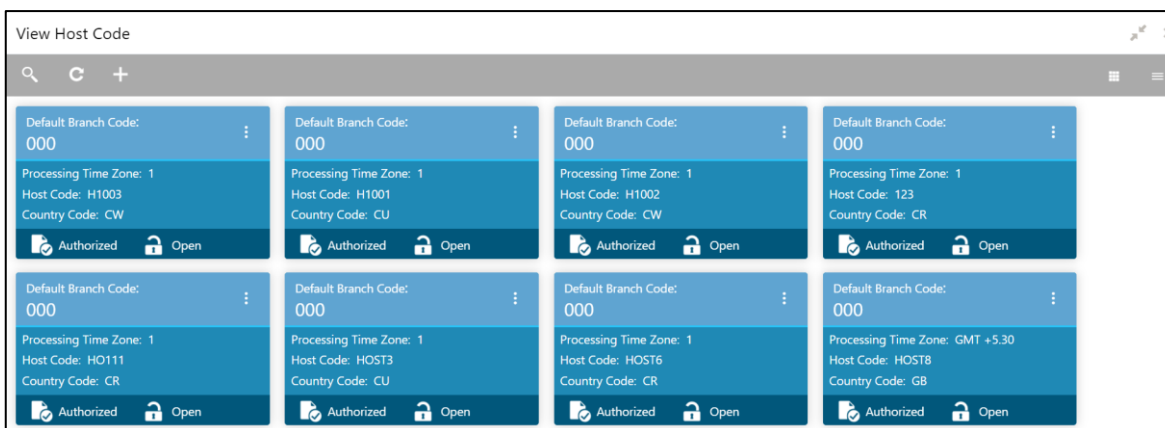 View Host Code
Default Branch Code:
000
Processing Time Zone: 1
Host Code: H1003
Country Code: CW
Authorized Open
Default Branch Code:
000
Processing Time Zone: 1
Host Code: H1001
Country Code: CU
Authorized Open
Default Branch Code:
000
Processing Time Zone: 1
Host Code: H1002
Country Code: CW
Authorized Open
Default Branch Code:
000
Processing Time Zone: 1
Host Code: 123
Country Code: CR
Authorized Open
Default Branch Code:
000
Processing Time Zone: 1
Host Code: HO111
Country Code: CR
Authorized Open
Default Branch Code:
000
Processing Time Zone: 1
Host Code: HOST3
Country Code: CU
Authorized Open
Default Branch Code:
000
Processing Time Zone: 1
Host Code: HOST6
Country Code: CR
Authorized Open
Default Branch Code:
000
Processing Time Zone: GMT +5.30
Host Code: HOST8
Country Code: GB
Authorized Open